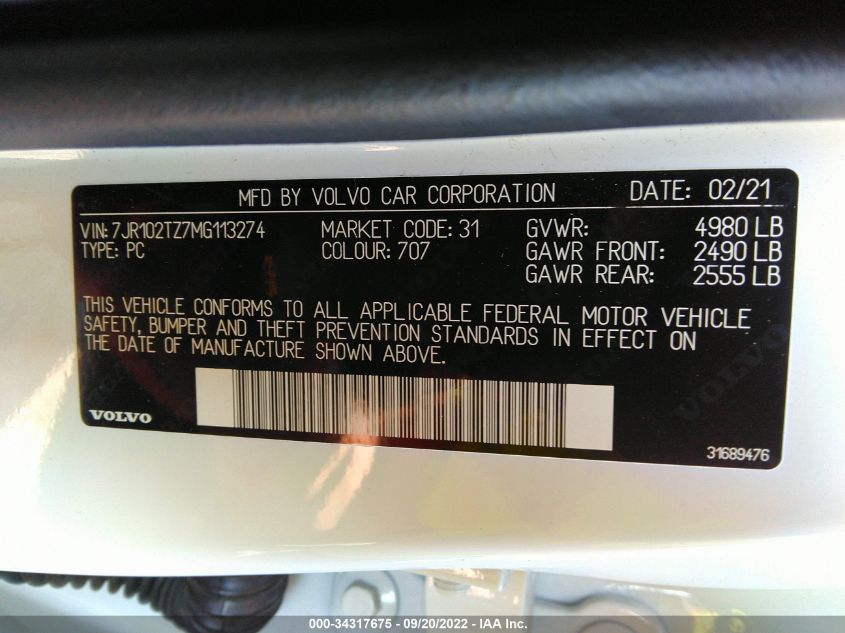 MFD BY VOLVO CAR CORPORATION DATE: 02/21
VIN: 7JR102TZ7MG113274 MARKET CODE: 31 GVWR: 4980 LB
TYPE: PC COLOUR: 707 GAWR FRONT: 2490 LB
GAWR REAR: 2555 LB
THIS VEHICLE CONFORMS TO ALL APPLICABLE FEDERAL MOTOR VEHICLE
SAFETY, BUMPER AND THEFT PREVENTION STANDARDS IN EFFECT ON
THE DATE OF MANUFACTURE SHOWN ABOVE.
VOLVO
31689476
000-34317675 - 09/20/2022 - IAA Inc.